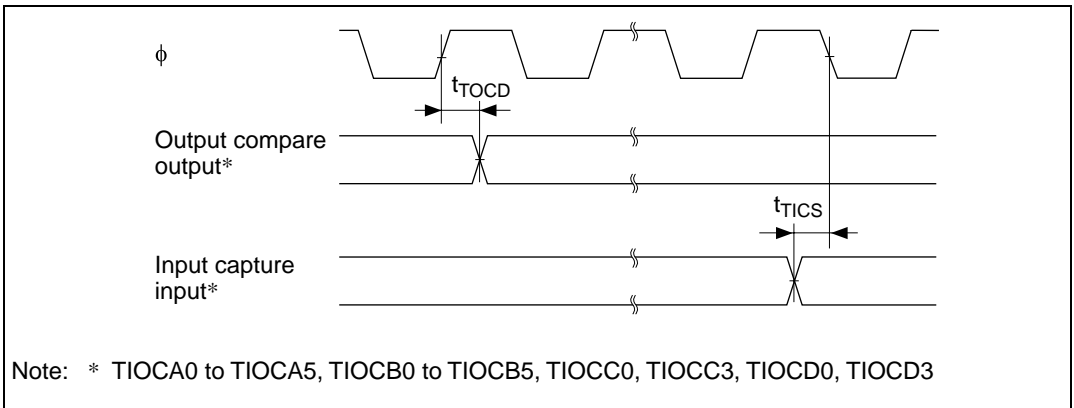 ϕ
tTOCD
Output compare
output*
tTICS
Input capture
input*
Note: * TIOCA0 to TIOCA5, TIOCB0 to TIOCB5, TIOCC0, TIOCC3, TIOCD0, TIOCD3